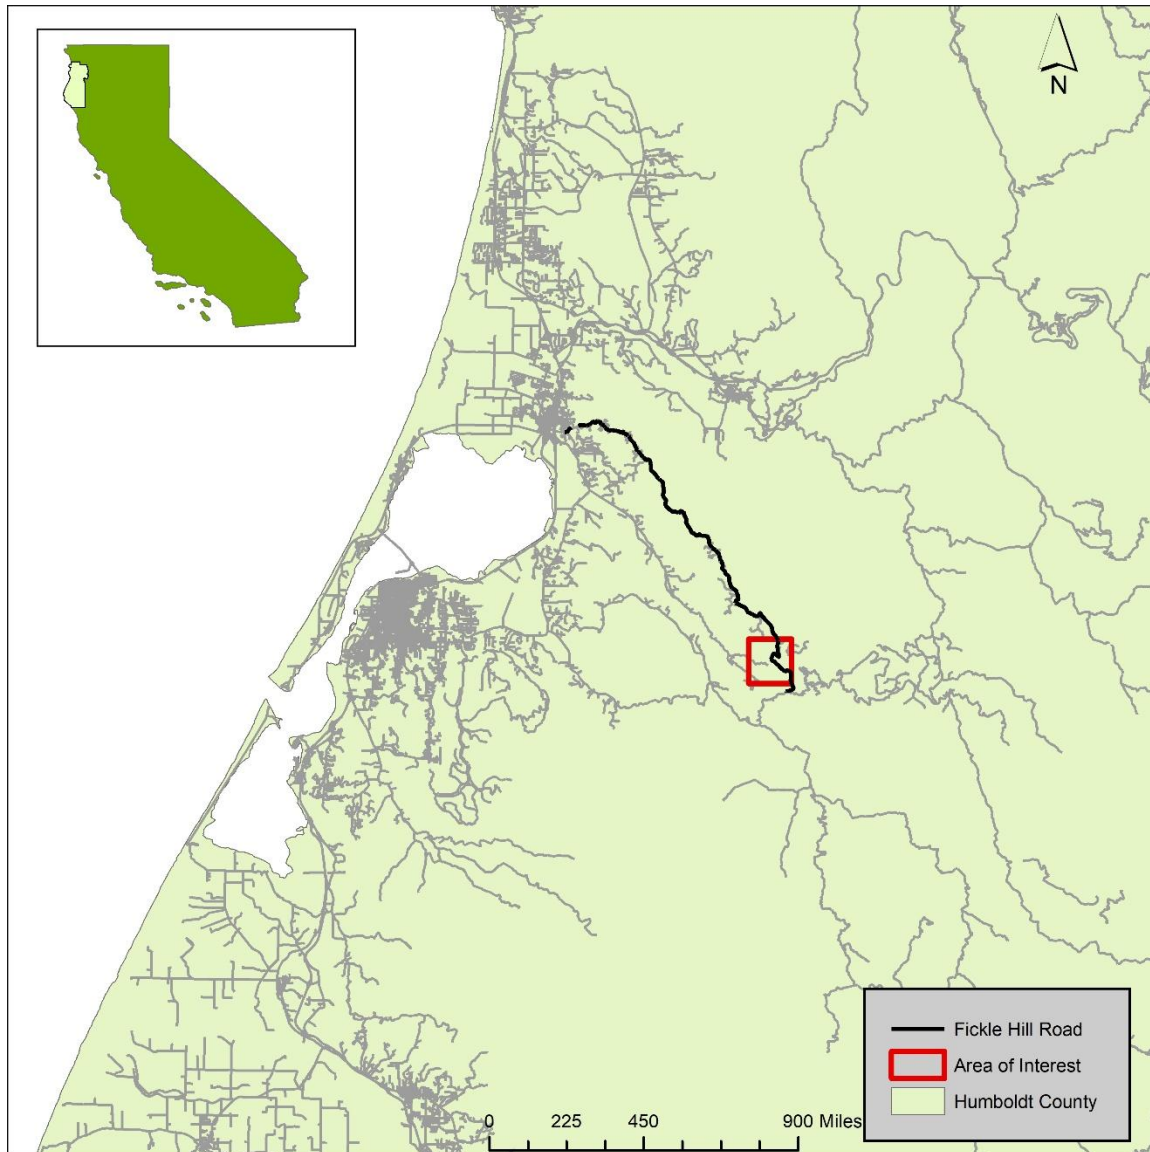 N
Fickle Hill Road
Area of Interest
Humboldt County
0 225 450 900 Miles